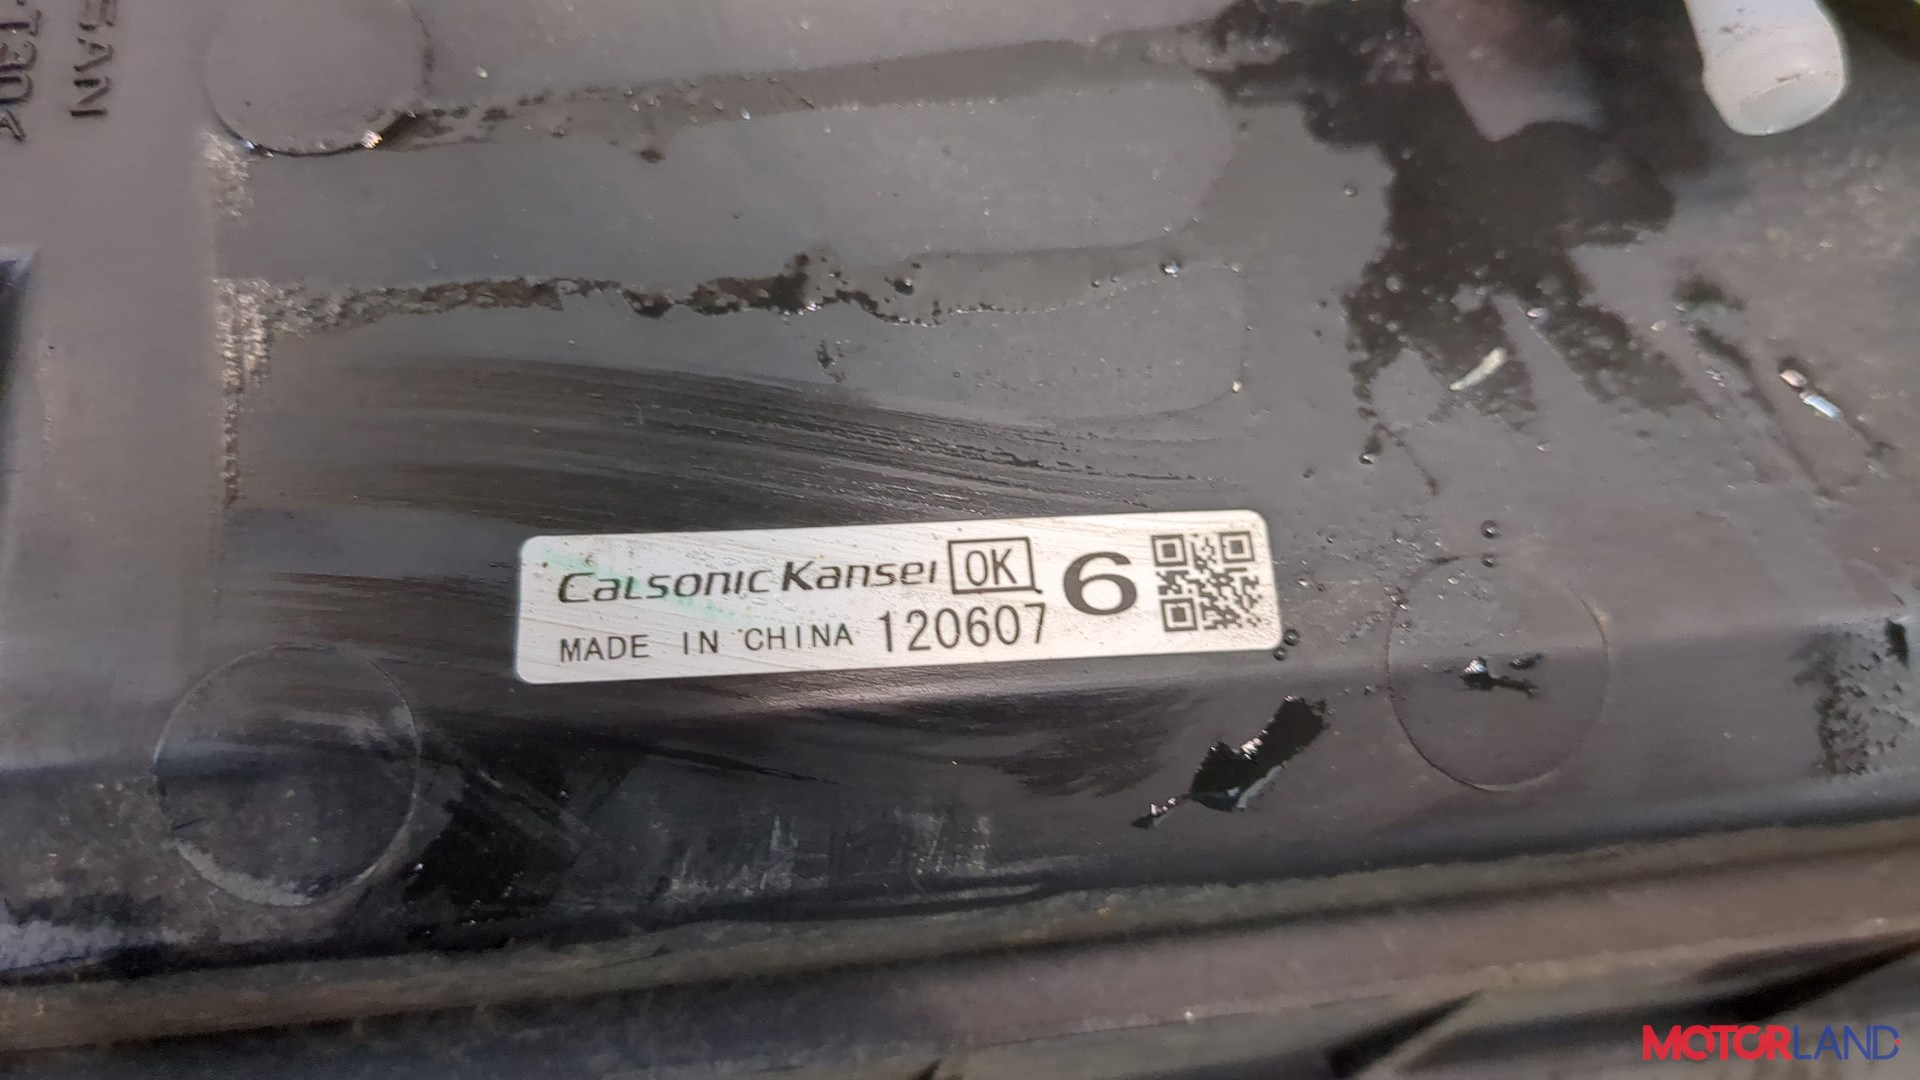 CALSONIC KANSEI OK 6
MADE IN CHINA 120607
MOTORLAND